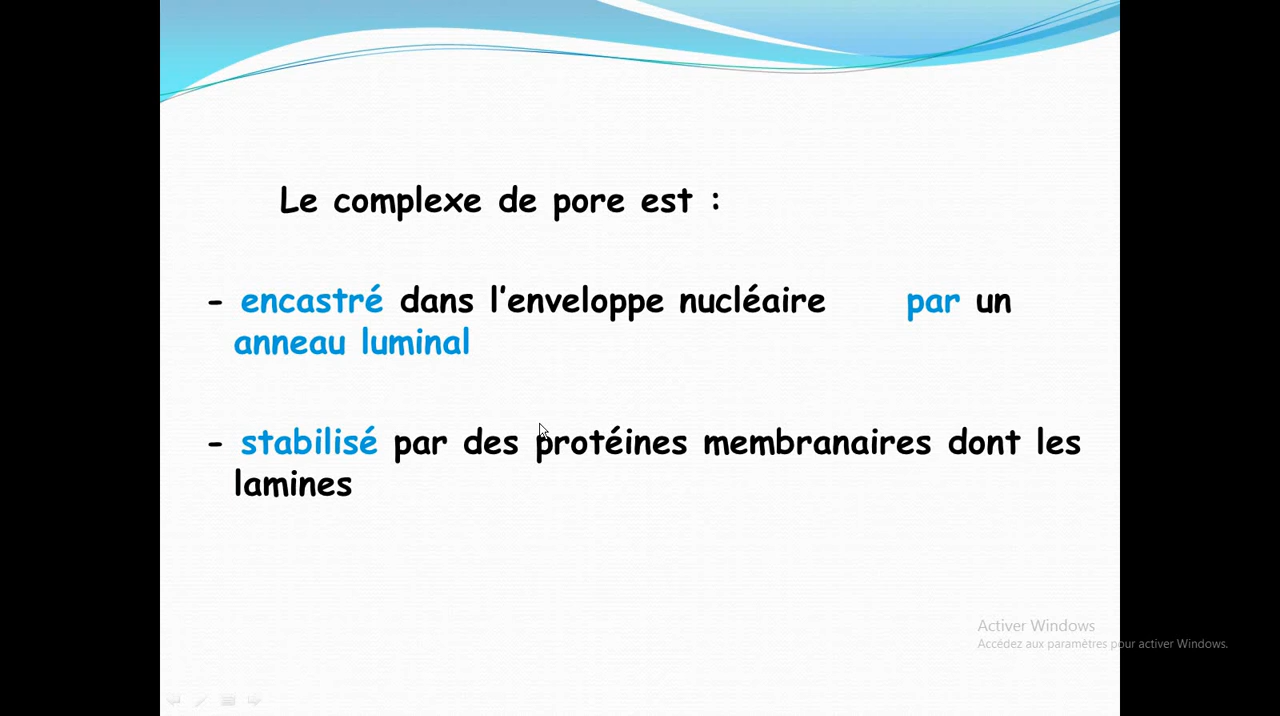 Le complexe de pore est :
- encastré dans l’enveloppe nucléaire par un
anneau luminal
- stabilisé par des protéines membranaires dont les
lamines
Activer Windows
Accédez aux paramètres pour activer Windows.